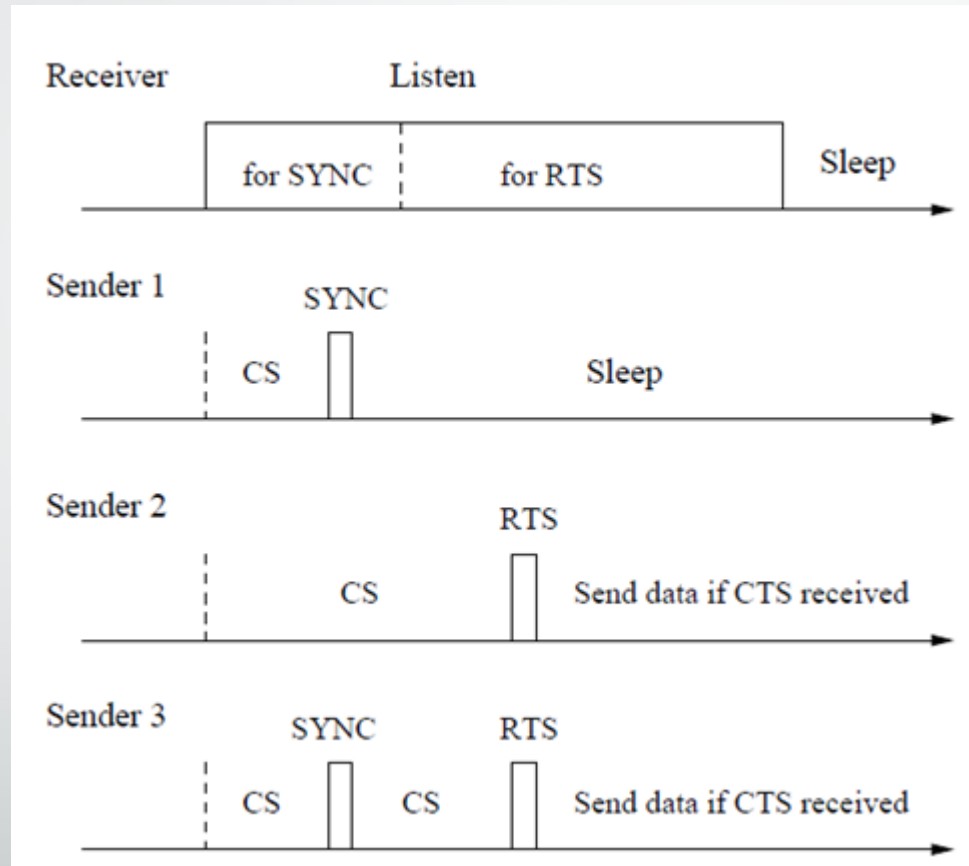 Receiver Listen
for SYNC for RTS Sleep
Sender 1
SYNC
CS Sleep
Sender 2
RTS
CS Send data if CTS received
Sender 3
SYNC RTS
CS CS Send data if CTS received